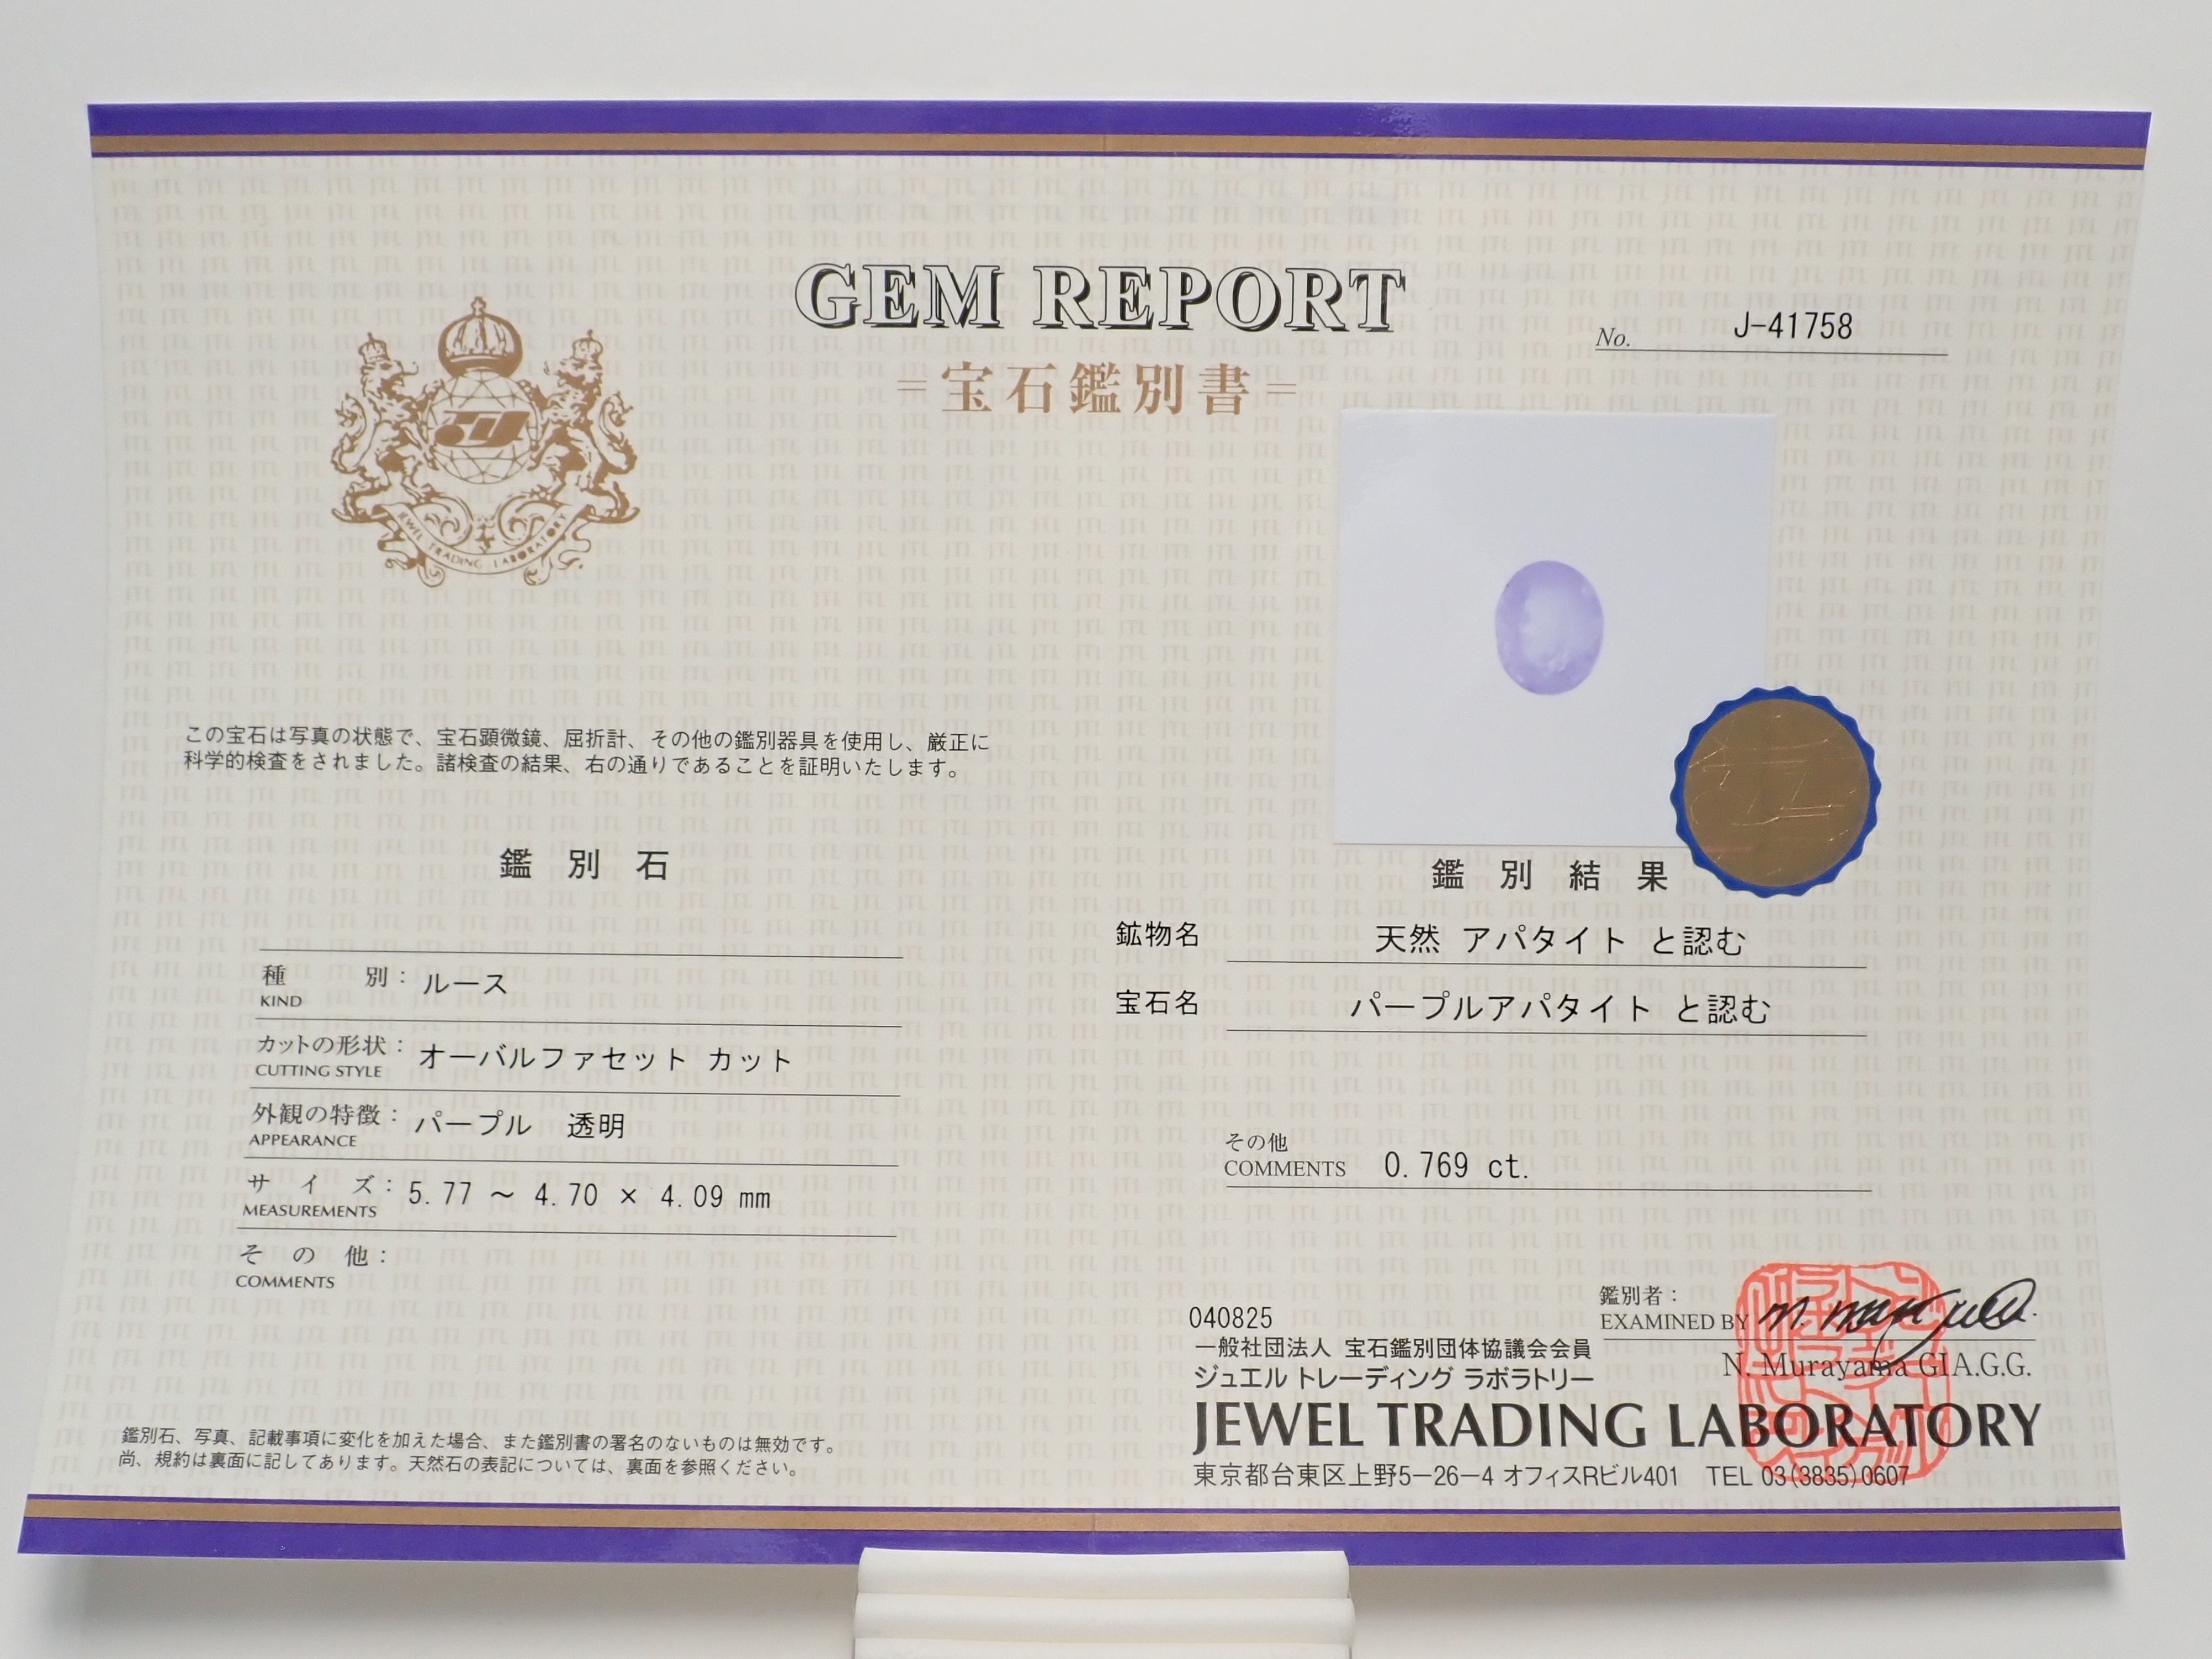 GEM REPORT
=宝石鑑別書=
No. J-41758
JEWEL TRADING LABORATORY
この宝石は写真の状態で、宝石顕微鏡、屈折計、その他の鑑別器具を使用し、厳正に
科学的検査をされました。諸検査の結果、右の通りであることを証明いたします。
鑑別石
種別: ルース
KIND
カットの形状: オーバルファセット カット
CUTTING STYLE
外観の特徴: パープル 透明
APPEARANCE
サイズ: 5.77 ～ 4.70 × 4.09 mm
MEASUREMENTS
その他:
COMMENTS
鑑別石、写真、記載事項に変化を加えた場合、また鑑別書の署名のないものは無効です。
尚、規約は裏面に記してあります。天然石の表記については、裏面を参照ください。
鑑別結果
鉱物名 天然 アパタイト と認む
宝石名 パープルアパタイト と認む
その他
COMMENTS 0.769 ct.
040825
鑑別者:
EXAMINED BY
N. Murayama GIA.G.G.
一般社団法人 宝石鑑別団体協議会会員
ジュエル トレーディング ラボラトリー
JEWEL TRADING LABORATORY
東京都台東区上野5-26-4 オフィスRビル401 TEL 03(3835)0607